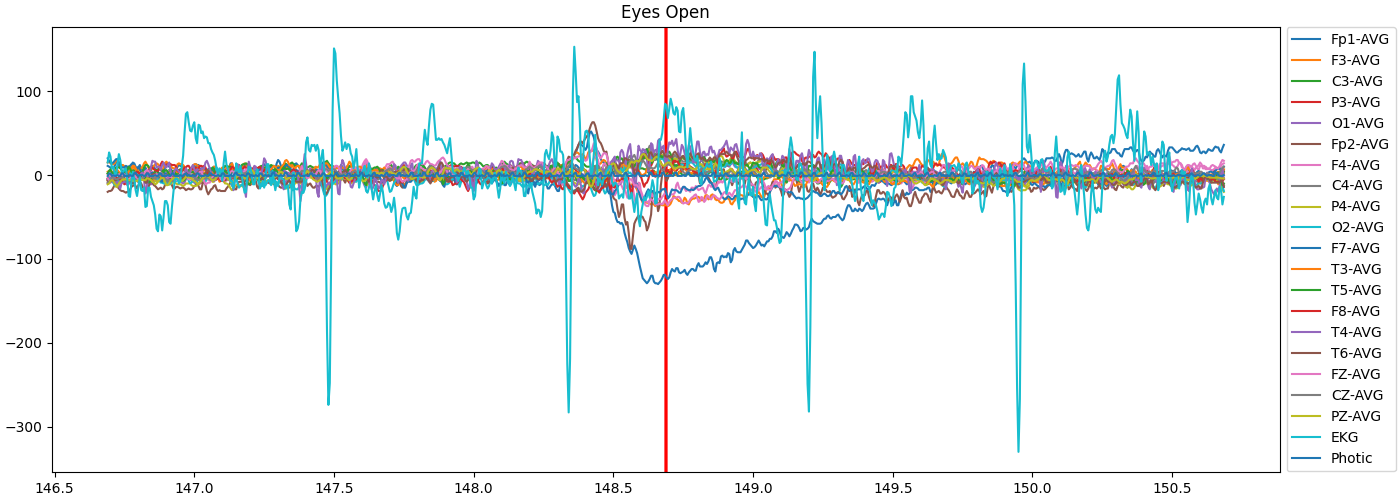 Eyes Open
100
0
−100
−200
−300
146.5 147.0 147.5 148.0 148.5 149.0 149.5 150.0 150.5
Fp1-AVG
F3-AVG
C3-AVG
P3-AVG
O1-AVG
Fp2-AVG
F4-AVG
C4-AVG
P4-AVG
O2-AVG
F7-AVG
T3-AVG
T5-AVG
F8-AVG
T4-AVG
T6-AVG
FZ-AVG
CZ-AVG
PZ-AVG
EKG
Photic